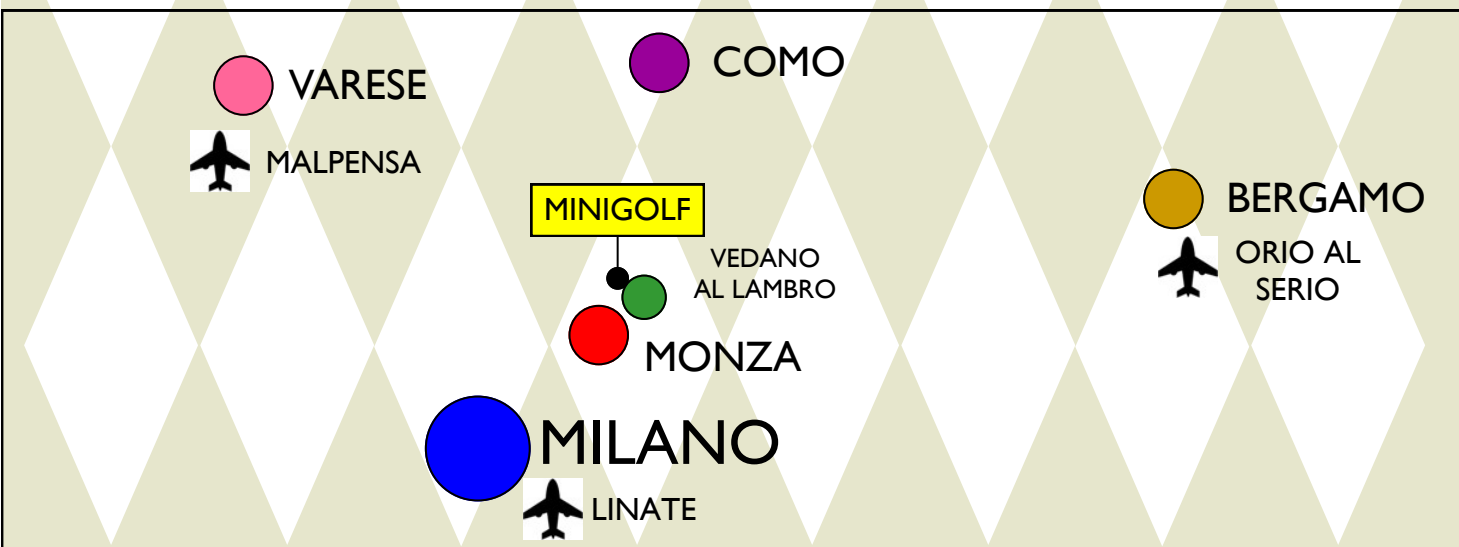 COMO
VARESE
MALPENSA
MINIGOLF
BERGAMO
VEDANO
AL LAMBRO
ORIO AL
SERIO
MONZA
MILANO
LINATE